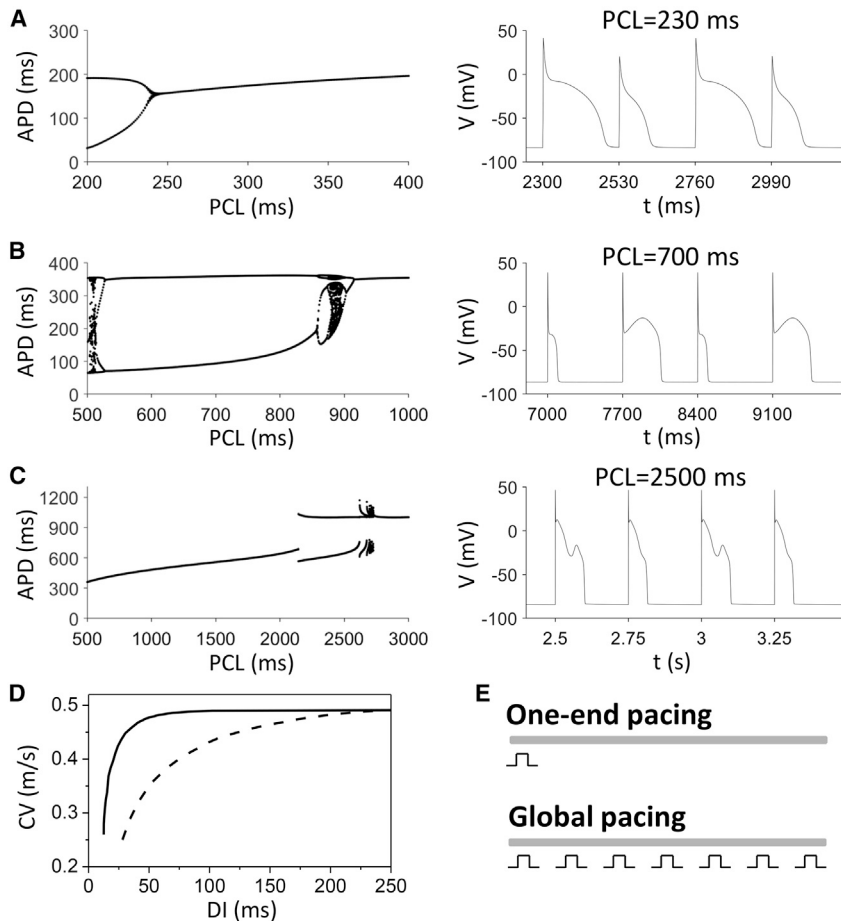 A
APD (ms)
300
200
100
0
200 250 300 350 400
PCL (ms)
PCL=230 ms
V (mV)
50
0
-50
-100
2300 2530 2760 2990
t (ms)
B
APD (ms)
400
300
200
100
0
500 600 700 800 900 1000
PCL (ms)
PCL=700 ms
V (mV)
50
0
-50
-100
7000 7700 8400 9100
t (ms)
C
APD (ms)
1200
900
600
300
0
500 1000 1500 2000 2500 3000
PCL (ms)
PCL=2500 ms
V (mV)
50
0
-50
-100
2.5 2.75 3 3.25
t (s)
D
CV (m/s)
0.5
0.4
0.3
0.2
0 50 100 150 200 250
DI (ms)
E
One-end pacing
Global pacing